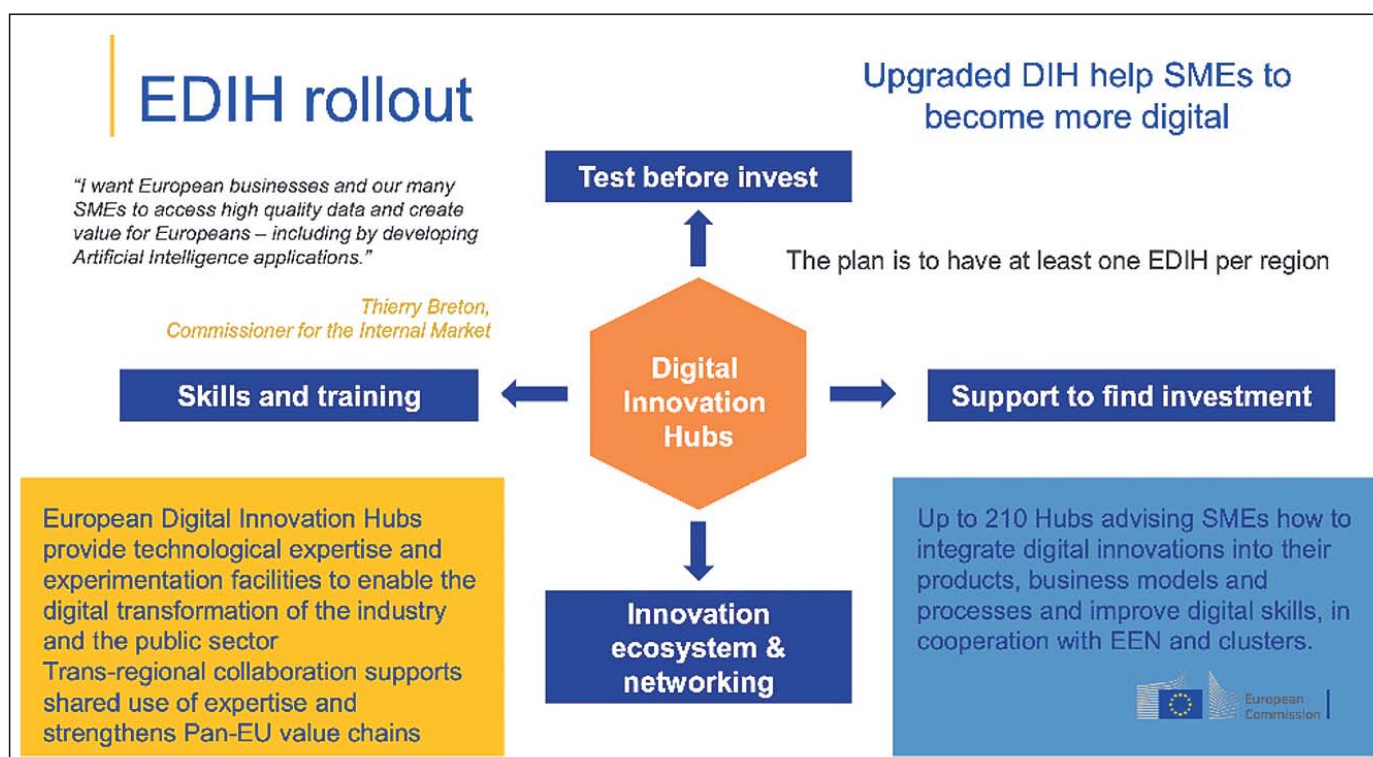 EDIH rollout
Upgraded DIH help SMEs to
become more digital
"I want European businesses and our many
SMEs to access high quality data and create
value for Europeans – including by developing
Artificial Intelligence applications."
Thierry Breton,
Commissioner for the Internal Market
Test before invest
The plan is to have at least one EDIH per region
Skills and training
Digital
Innovation
Hubs
Support to find investment
European Digital Innovation Hubs
provide technological expertise and
experimentation facilities to enable the
digital transformation of the industry
and the public sector
Trans-regional collaboration supports
shared use of expertise and
strengthens Pan-EU value chains
Innovation
ecosystem &
networking
Up to 210 Hubs advising SMEs how to
integrate digital innovations into their
products, business models and
processes and improve digital skills, in
cooperation with EEN and clusters.
European
Commission